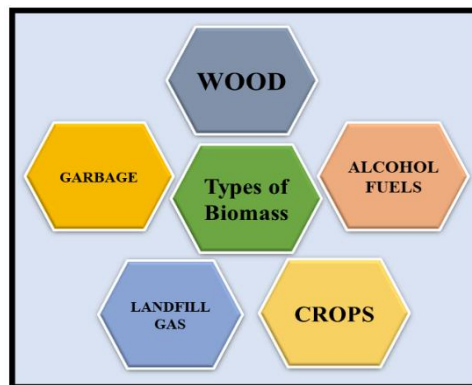 WOOD
GARBAGE
Types of
Biomass
ALCOHOL
FUELS
LANDFILL
GAS
CROPS